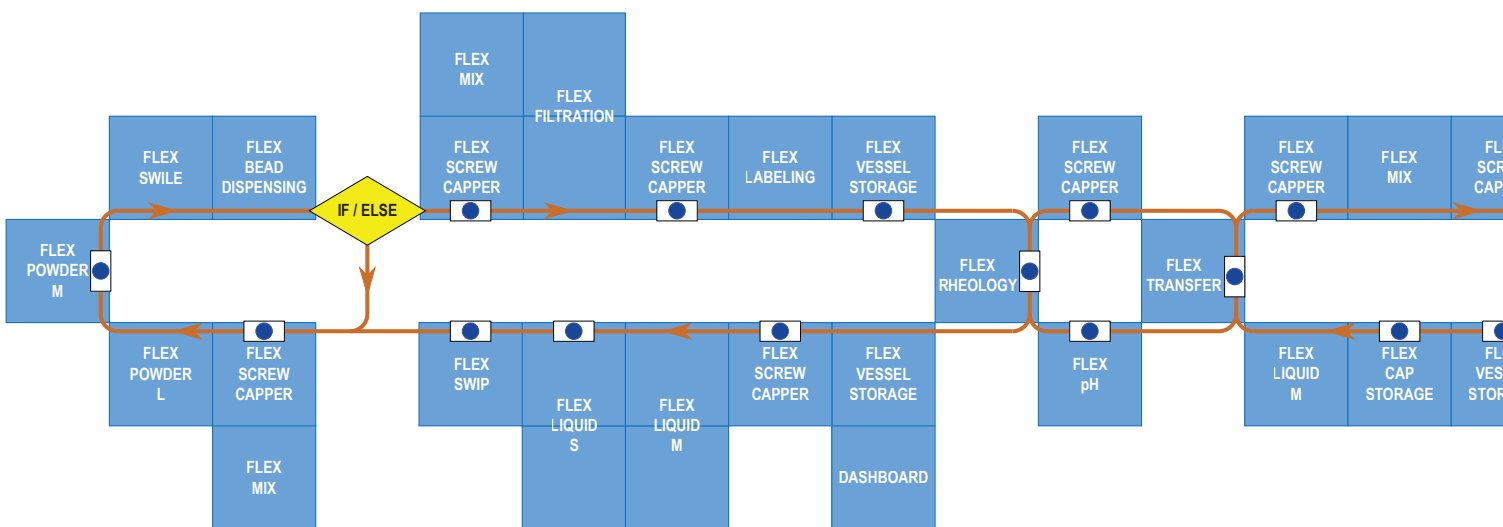 FLEX
MIX
FLEX
FILTRATION
FLEX
SWILE
FLEX
BEAD
DISPENSING
FLEX
SCREW
CAPPER
FLEX
SCREW
CAPPER
FLEX
LABELING
FLEX
VESSEL
STORAGE
FLEX
SCREW
CAPPER
FLEX
SCREW
CAPPER
FLEX
MIX
IF / ELSE
FLEX
POWDER
M
FLEX
RHEOLOGY
FLEX
TRANSFER
FLEX
POWDER
L
FLEX
SCREW
CAPPER
FLEX
SWIP
FLEX
LIQUID
S
FLEX
LIQUID
M
FLEX
SCREW
CAPPER
FLEX
VESSEL
STORAGE
FLEX
pH
FLEX
LIQUID
M
FLEX
CAP
STORAGE
FLEX
MIX
DASHBOARD